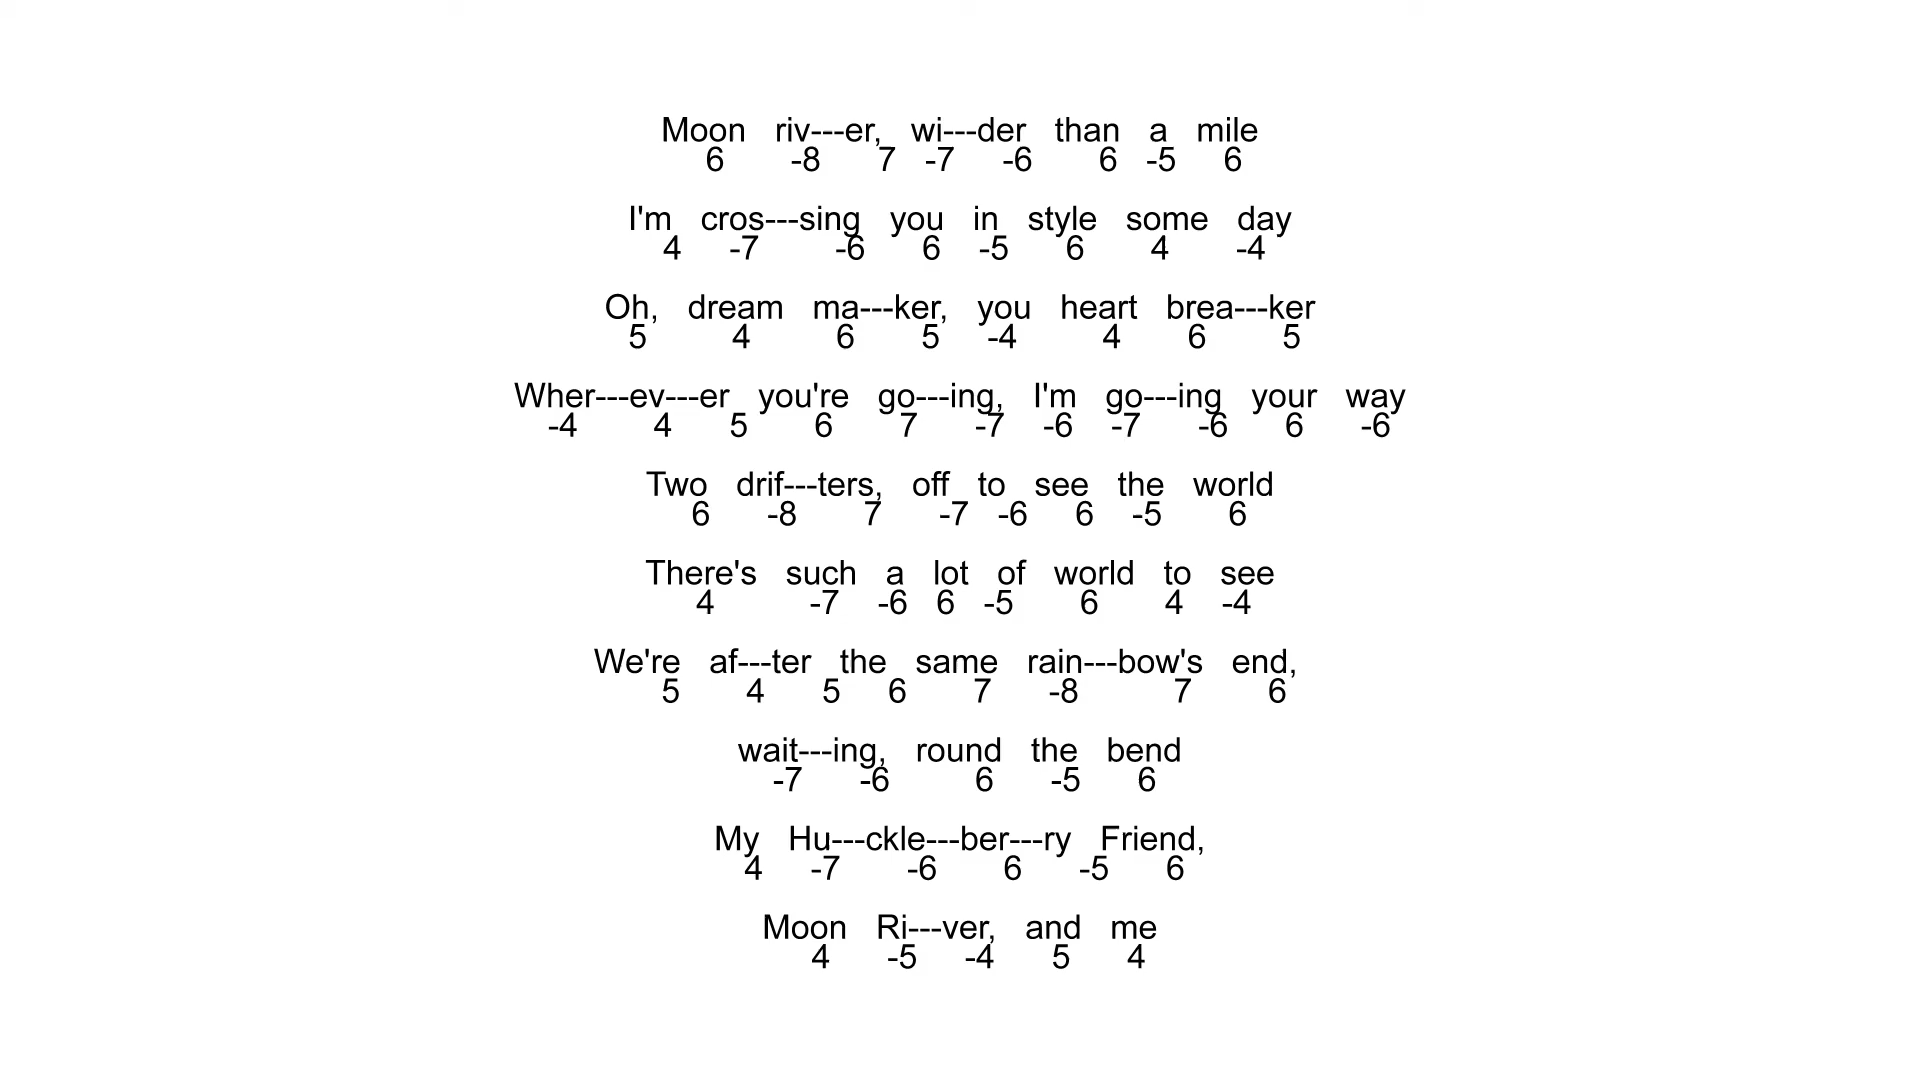 Moon riv---er, wi---der than a mile
6 -8 7 -7 -6 6 -5 6
I'm cros---sing you in style some day
4 -7 -6 6 -5 6 4 -4
Oh, dream ma---ker, you heart brea---ker
5 4 6 5 -4 4 6 5
Wher---ev---er you're go---ing, I'm go---ing your way
-4 4 5 6 7 -7 -6 -7 -6 6 -6
Two drif---ters, off to see the world
6 -8 7 -7 -6 6 -5 6
There's such a lot of world to see
4 -7 -6 6 -5 6 4 -4
We're af---ter the same rain---bow's end,
5 4 5 6 7 -8 7 6
wait---ing, round the bend
-7 -6 6 -5 6
My Hu---ckle---ber---ry Friend,
4 -7 -6 6 -5 6
Moon Ri---ver, and me
4 -5 -4 5 4